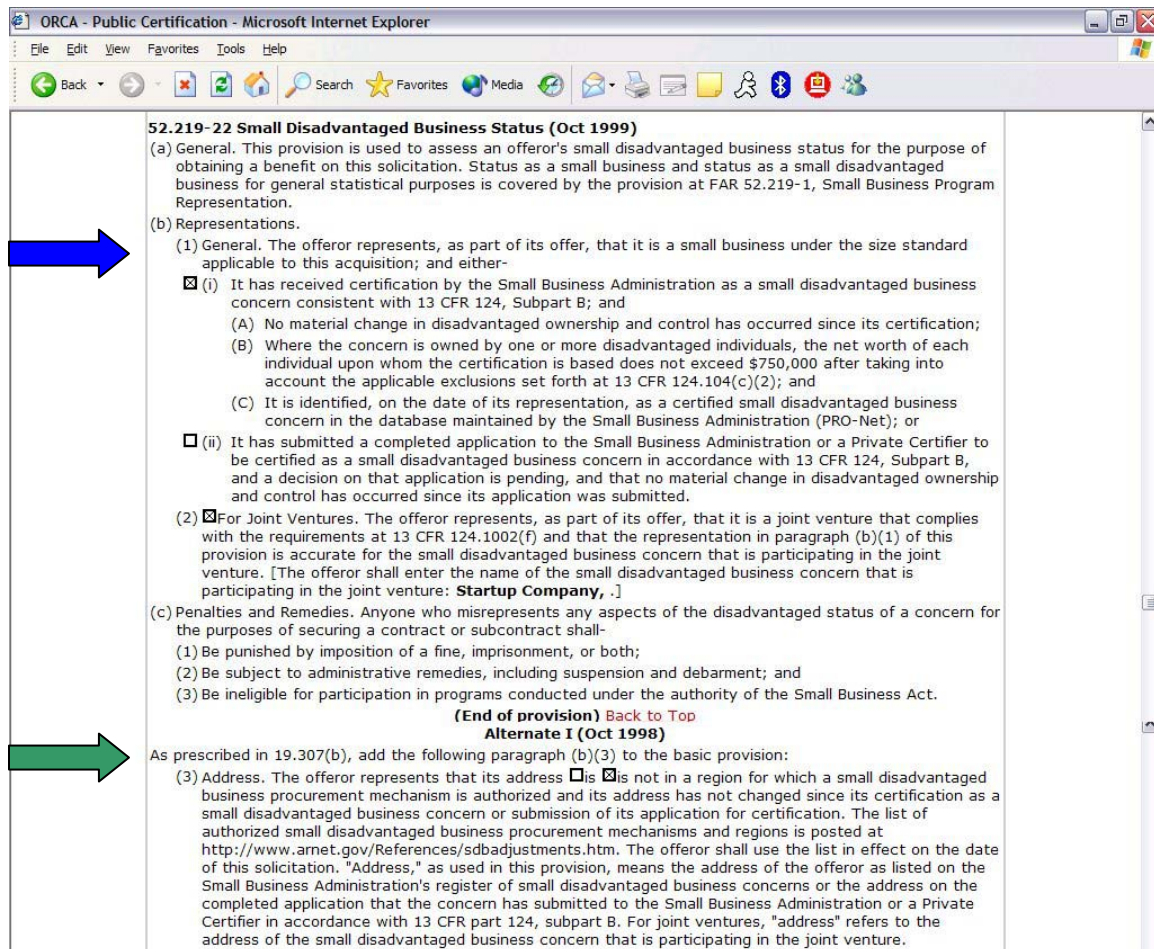 ORCA - Public Certification - Microsoft Internet Explorer
File Edit View Favorites Tools Help
Back Search Favorites Media
52.219-22 Small Disadvantaged Business Status (Oct 1999)
(a) General. This provision is used to assess an offeror's small disadvantaged business status for the purpose of
obtaining a benefit on this solicitation. Status as a small business and status as a small disadvantaged
business for general statistical purposes is covered by the provision at FAR 52.219-1, Small Business Program
Representation.
(b) Representations.
(1) General. The offeror represents, as part of its offer, that it is a small business under the size standard
applicable to this acquisition; and either-
☒ (i) It has received certification by the Small Business Administration as a small disadvantaged business
concern consistent with 13 CFR 124, Subpart B; and
(A) No material change in disadvantaged ownership and control has occurred since its certification;
(B) Where the concern is owned by one or more disadvantaged individuals, the net worth of each
individual upon whom the certification is based does not exceed $750,000 after taking into
account the applicable exclusions set forth at 13 CFR 124.104(c)(2); and
(C) It is identified, on the date of its representation, as a certified small disadvantaged business
concern in the database maintained by the Small Business Administration (PRO-Net); or
☐ (ii) It has submitted a completed application to the Small Business Administration or a Private Certifier to
be certified as a small disadvantaged business concern in accordance with 13 CFR 124, Subpart B,
and a decision on that application is pending, and that no material change in disadvantaged ownership
and control has occurred since its application was submitted.
(2) ☒For Joint Ventures. The offeror represents, as part of its offer, that it is a joint venture that complies
with the requirements at 13 CFR 124.1002(f) and that the representation in paragraph (b)(1) of this
provision is accurate for the small disadvantaged business concern that is participating in the joint
venture. [The offeror shall enter the name of the small disadvantaged business concern that is
participating in the joint venture: Startup Company, .]
(c) Penalties and Remedies. Anyone who misrepresents any aspects of the disadvantaged status of a concern for
the purposes of securing a contract or subcontract shall-
(1) Be punished by imposition of a fine, imprisonment, or both;
(2) Be subject to administrative remedies, including suspension and debarment; and
(3) Be ineligible for participation in programs conducted under the authority of the Small Business Act.
(End of provision) Back to Top
Alternate I (Oct 1998)
As prescribed in 19.307(b), add the following paragraph (b)(3) to the basic provision:
(3) Address. The offeror represents that its address ☐is ☒is not in a region for which a small disadvantaged
business procurement mechanism is authorized and its address has not changed since its certification as a
small disadvantaged business concern or submission of its application for certification. The list of
authorized small disadvantaged business procurement mechanisms and regions is posted at
http://www.arnet.gov/References/sdbadjustments.htm. The offeror shall use the list in effect on the date
of this solicitation. "Address," as used in this provision, means the address of the offeror as listed on the
Small Business Administration's register of small disadvantaged business concerns or the address on the
completed application that the concern has submitted to the Small Business Administration or a Private
Certifier in accordance with 13 CFR part 124, subpart B. For joint ventures, "address" refers to the
address of the small disadvantaged business concern that is participating in the joint venture.